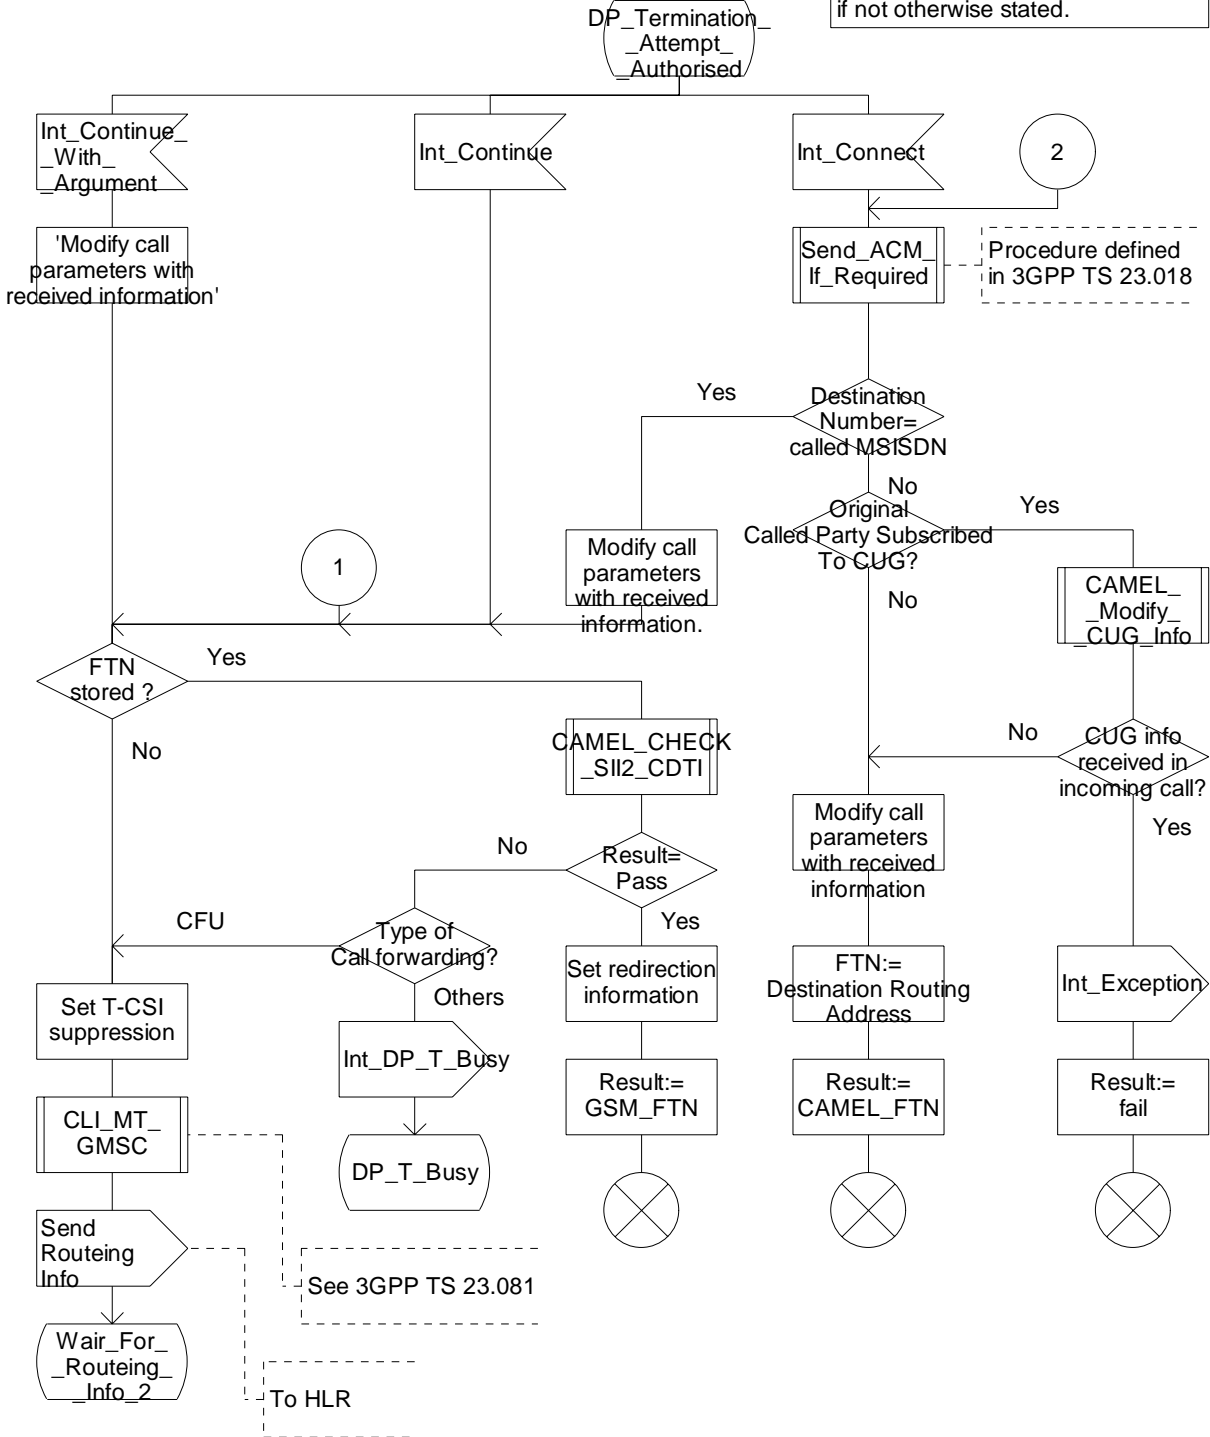 if not otherwise stated.
DP_Termination_
_Attempt_
_Authorised
Int_Continue_
_With_
_Argument
Int_Continue
Int_Connect
2
'Modify call
parameters with
received information'
Send_ACM_
If_Required
Procedure defined
in 3GPP TS 23.018
Yes
Destination
Number=
called MSISDN
No
Original
Called Party Subscribed
To CUG?
Yes
No
1
Modify call
parameters
with received
information.
CAMEL_
_Modify_
_CUG_Info
FTN
stored ?
Yes
No
CAMEL_CHECK
_SII2_CDTI
No
CUG info
received in
incoming call?
Yes
Modify call
parameters
with received
information
No
Result=
Pass
Yes
CFU
Type of
Call forwarding?
Others
Set redirection
information
FTN:=
Destination Routing
Address
Int_Exception
Set T-CSI
suppression
Int_DP_T_Busy
Result:=
GSM_FTN
Result:=
CAMEL_FTN
Result:=
fail
CLI_MT_
GMSC
DP_T_Busy
Send
Routeing
Info
See 3GPP TS 23.081
Wair_For_
_Routeing_
_Info_2
To HLR